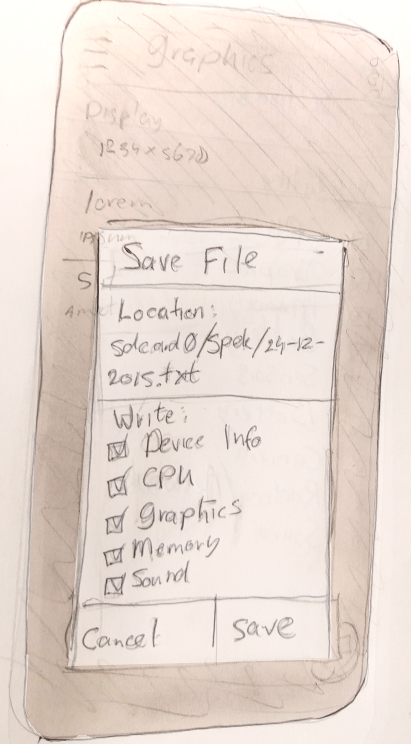 Graphics
Display
1234 x 5678
lorem
Save File
Location:
sdcard0/Spek/24-12-
2015.txt
Write:
Device Info
CPU
Graphics
Memory
Sound
Cancel
Save